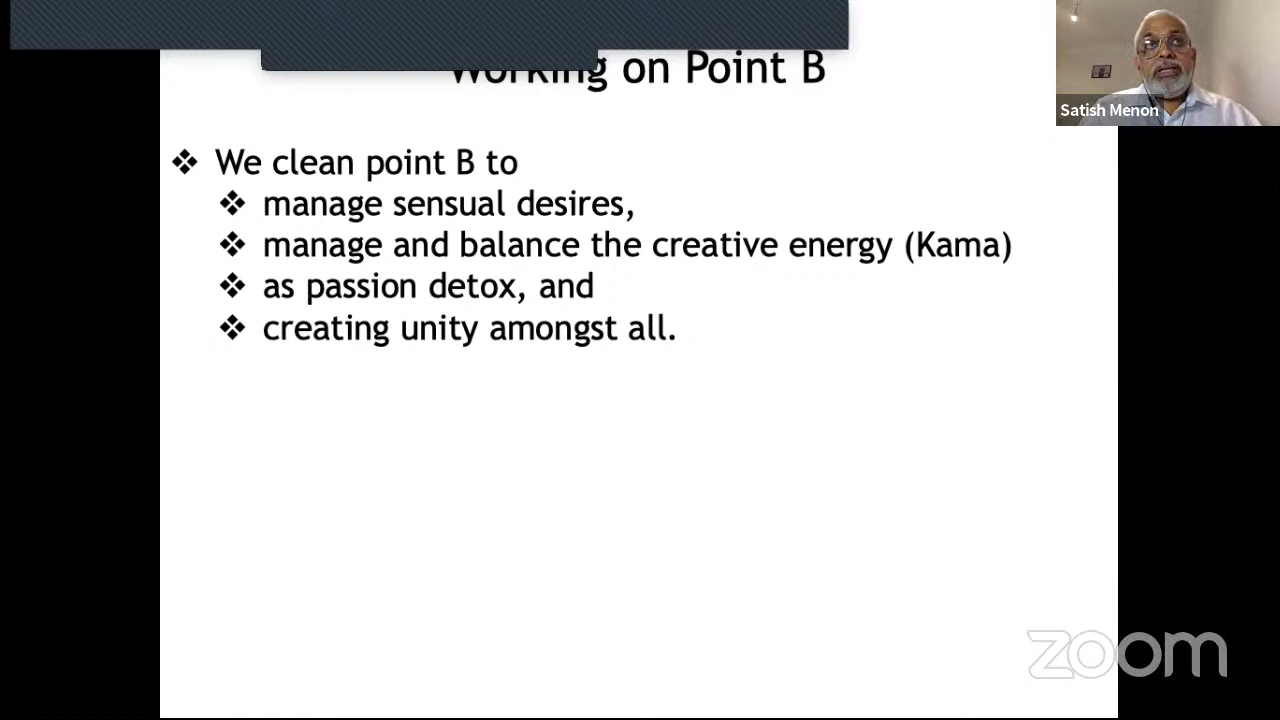 Working on Point B
Satish Menon
❖ We clean point B to
❖ manage sensual desires,
❖ manage and balance the creative energy (Kama)
❖ as passion detox, and
❖ creating unity amongst all.
zoom